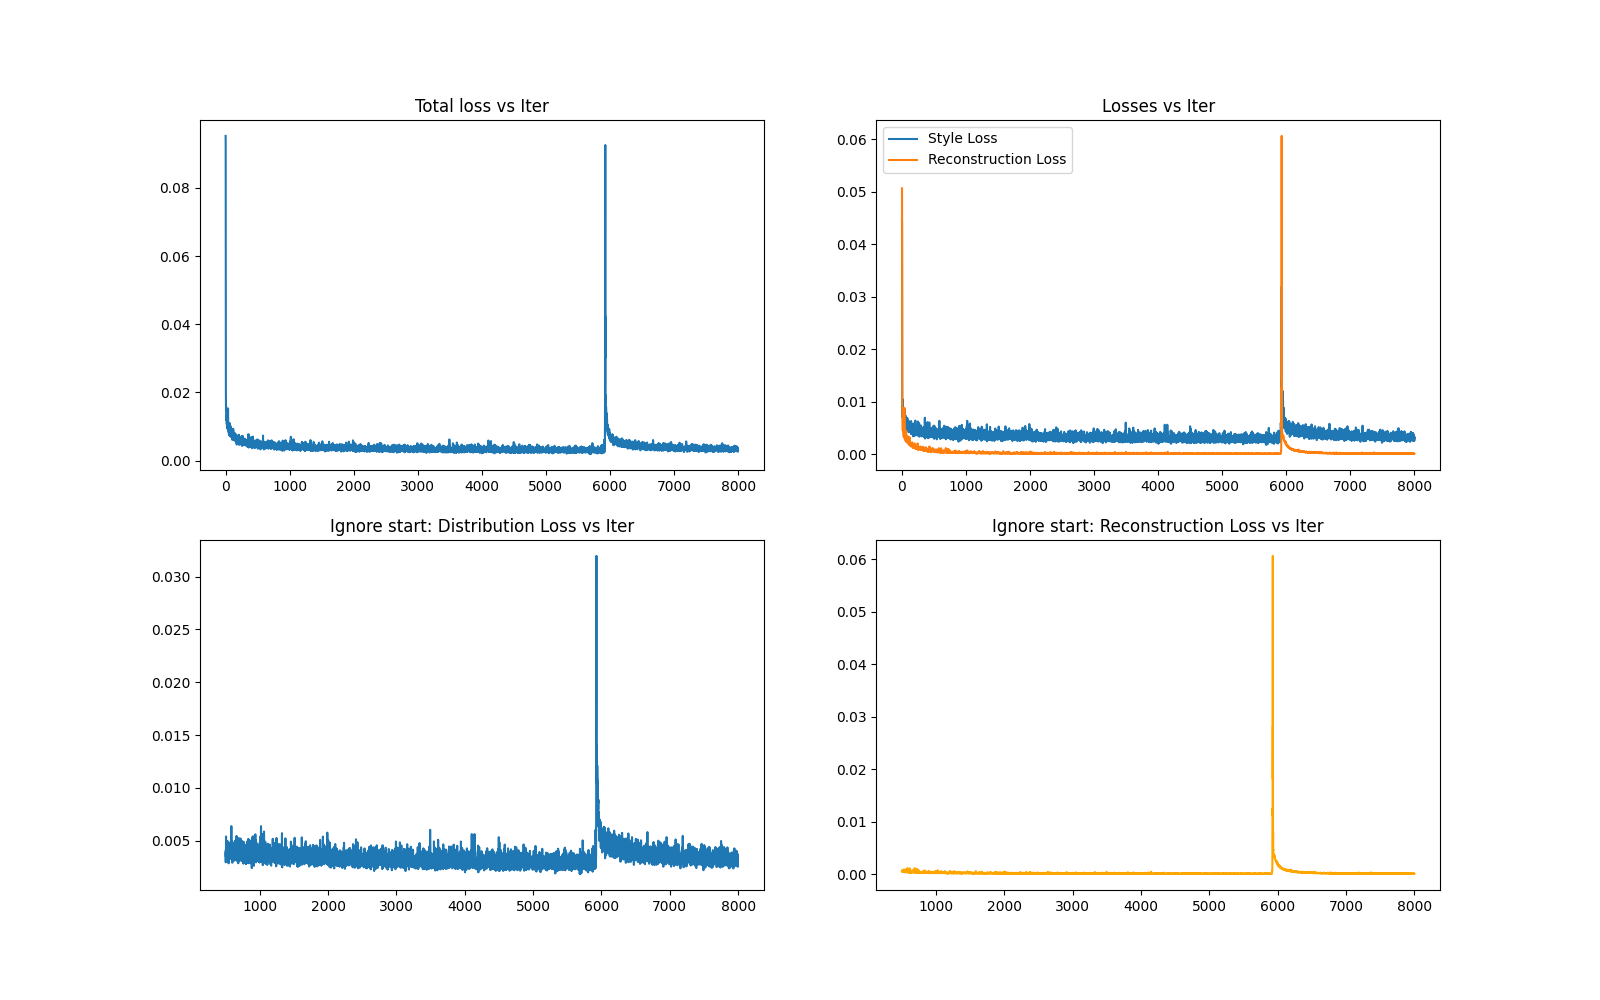 Total loss vs Iter
0.08
0.06
0.04
0.02
0.00
0 1000 2000 3000 4000 5000 6000 7000 8000
Losses vs Iter
Style Loss
Reconstruction Loss
0.06
0.05
0.04
0.03
0.02
0.01
0.00
0 1000 2000 3000 4000 5000 6000 7000 8000
Ignore start: Distribution Loss vs Iter
0.030
0.025
0.020
0.015
0.010
0.005
1000 2000 3000 4000 5000 6000 7000 8000
Ignore start: Reconstruction Loss vs Iter
0.06
0.05
0.04
0.03
0.02
0.01
0.00
1000 2000 3000 4000 5000 6000 7000 8000